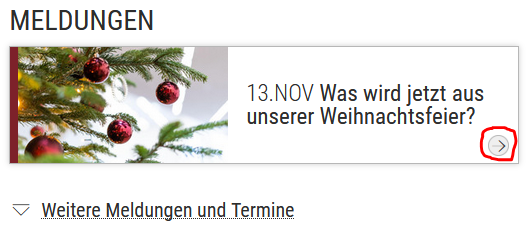 MELDUNGEN
13.NOV Was wird jetzt aus
unserer Weihnachtsfeier?
Weitere Meldungen und Termine